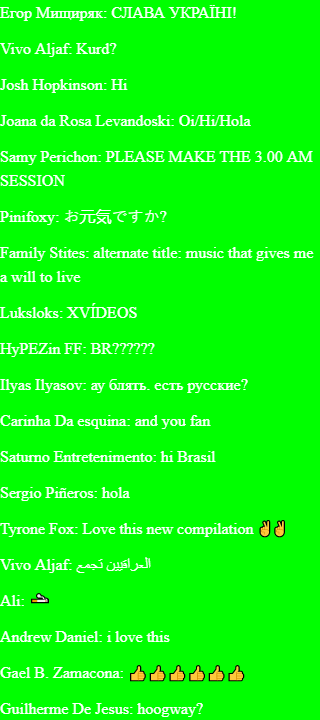 Егор Мищиряк: СЛАВА УКРАЇНІ!
Vivo Aljaf: Kurd?
Josh Hopkinson: Hi
Joana da Rosa Levandoski: Oi/Hi/Hola
Samy Perichon: PLEASE MAKE THE 3.00 AM
SESSION
Pinifoxy: お元気ですか?
Family Stites: alternate title: music that gives me
a will to live
Luksloks: XVÍDEOS
HyPEZin FF: BR??????
Ilyas Ilyasov: ау блять. есть русские?
Carinha Da esquina: and you fan
Saturno Entretenimento: hi Brasil
Sergio Piñeros: hola
Tyrone Fox: Love this new compilation ✌✌
Vivo Aljaf: العراقيين تجمع
Ali:
Andrew Daniel: i love this
Gael B. Zamacona: 👍👍👍👍👍👍
Guilherme De Jesus: hoogway?